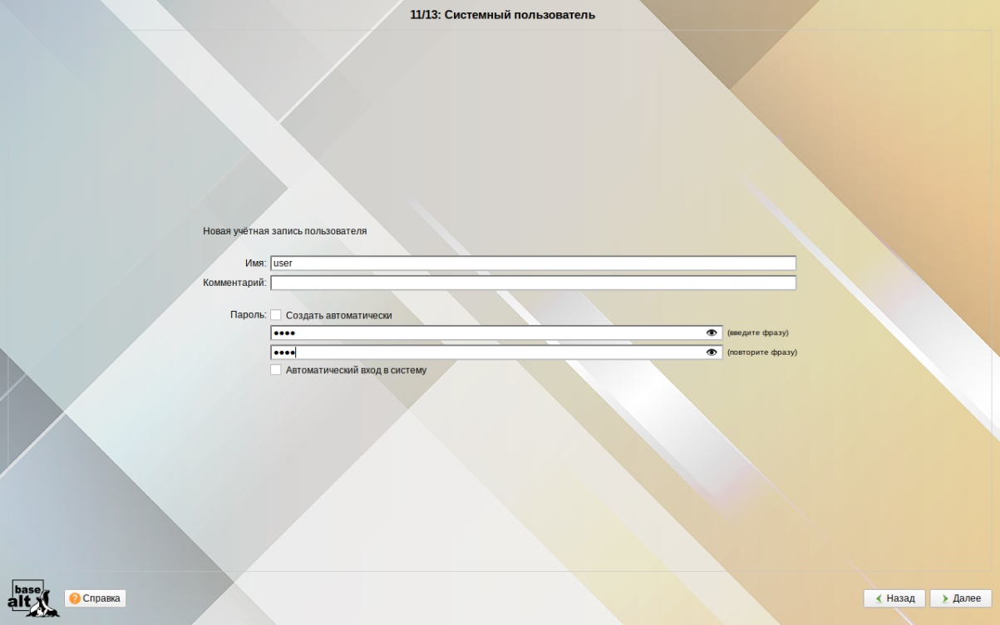 11/13: Системный пользователь
Новая учётная запись пользователя
Имя: user
Комментарий:
Пароль: Создать автоматически
•••• (введите фразу)
•••• (повторите фразу)
Автоматический вход в систему
base
alt
? Справка
Назад Далее